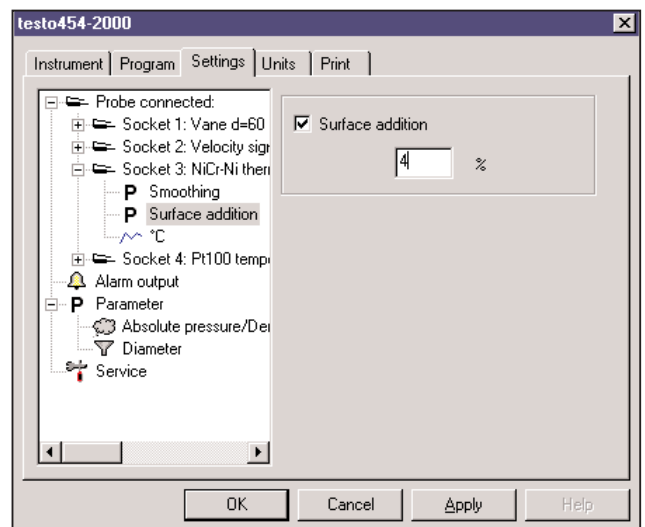 testo454-2000
Instrument Program Settings Units Print
Probe connected:
Socket 1: Vane d=60
Socket 2: Velocity sigr
Socket 3: NiCr-Ni ther
P Smoothing
P Surface addition
°C
Socket 4: Pt100 temp
Alarm output
P Parameter
Absolute pressure/De
Diameter
Service
Surface addition
4 %
OK Cancel Apply Help